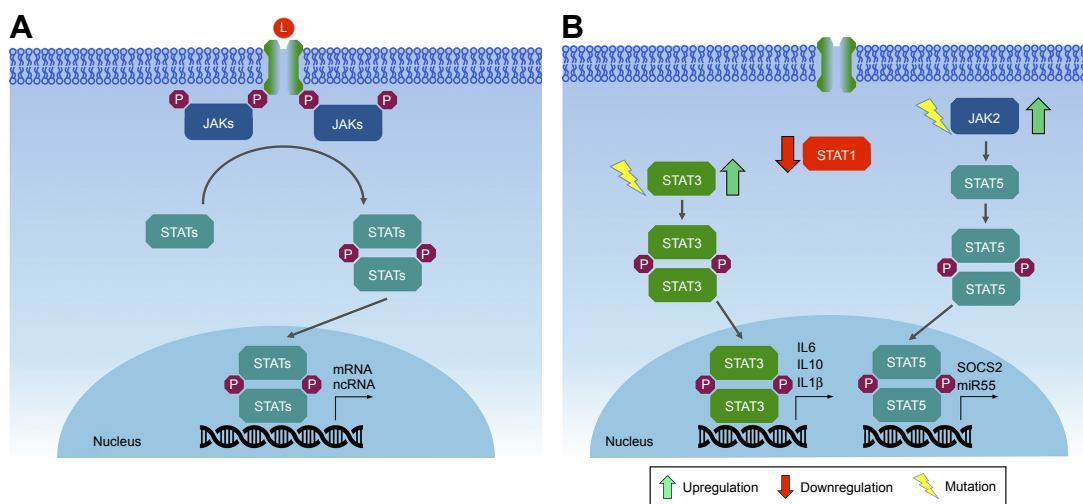 A
L
P
P
P
P
JAKs
JAKs
STATs
STATs
P
P
STATs
STATs
P
P
STATs
mRNA
ncRNA
Nucleus
B
JAK2
STAT1
STAT3
STAT5
STAT3
P
P
STAT3
STAT5
P
P
STAT5
STAT3
P
P
STAT3
IL6
IL10
IL1β
STAT5
P
P
STAT5
SOCS2
miR55
Nucleus
Upregulation
Downregulation
Mutation